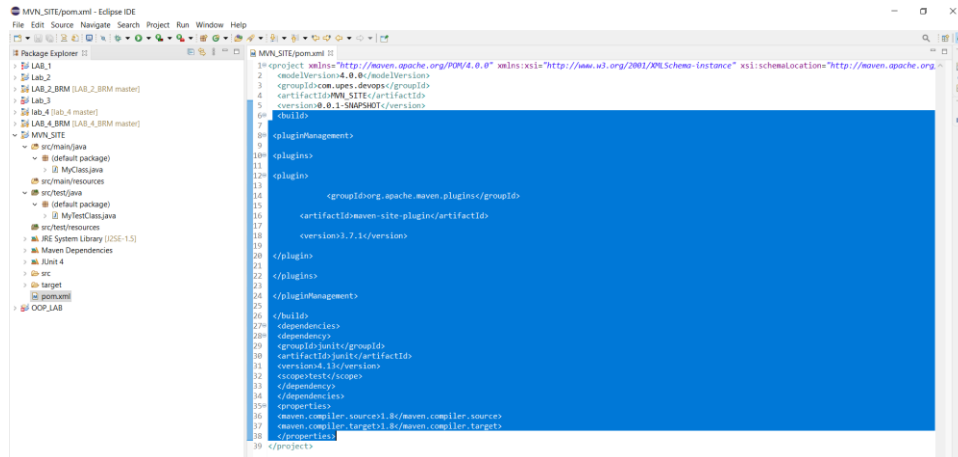 MVN_SITE/pom.xml - Eclipse IDE
File Edit Source Navigate Search Project Run Window Help
Package Explorer
LAB_1
Lab_2
LAB_2_BRM [LAB_2_BRM master]
Lab_3
lab_4 [lab_4 master]
LAB_4_BRM [LAB_4_BRM master]
MVN_SITE
src/main/java
(default package)
MyClass.java
src/main/resources
src/test/java
(default package)
MyTestClass.java
src/test/resources
JRE System Library [J2SE-1.5]
Maven Dependencies
JUnit 4
src
target
pom.xml
OOP_LAB
MVN_SITE/pom.xml
1 <project xmlns="http://maven.apache.org/POM/4.0.0" xmlns:xsi="http://www.w3.org/2001/XMLSchema-instance" xsi:schemaLocation="http://maven.apache.org
2 <modelVersion>4.0.0</modelVersion>
3 <groupId>com.upes.devops</groupId>
4 <artifactId>MVN_SITE</artifactId>
5 <version>0.0.1-SNAPSHOT</version>
6 <build>
7
8 <pluginManagement>
9
10 <plugins>
11
12 <plugin>
13
14 <groupId>org.apache.maven.plugins</groupId>
15
16 <artifactId>maven-site-plugin</artifactId>
17
18 <version>3.7.1</version>
19
20 </plugin>
21
22 </plugins>
23
24 </pluginManagement>
25
26 </build>
27 <dependencies>
28 <dependency>
29 <groupId>junit</groupId>
30 <artifactId>junit</artifactId>
31 <version>4.13</version>
32 <scope>test</scope>
33 </dependency>
34 </dependencies>
35 <properties>
36 <maven.compiler.source>1.8</maven.compiler.source>
37 <maven.compiler.target>1.8</maven.compiler.target>
38 </properties>
39 </project>